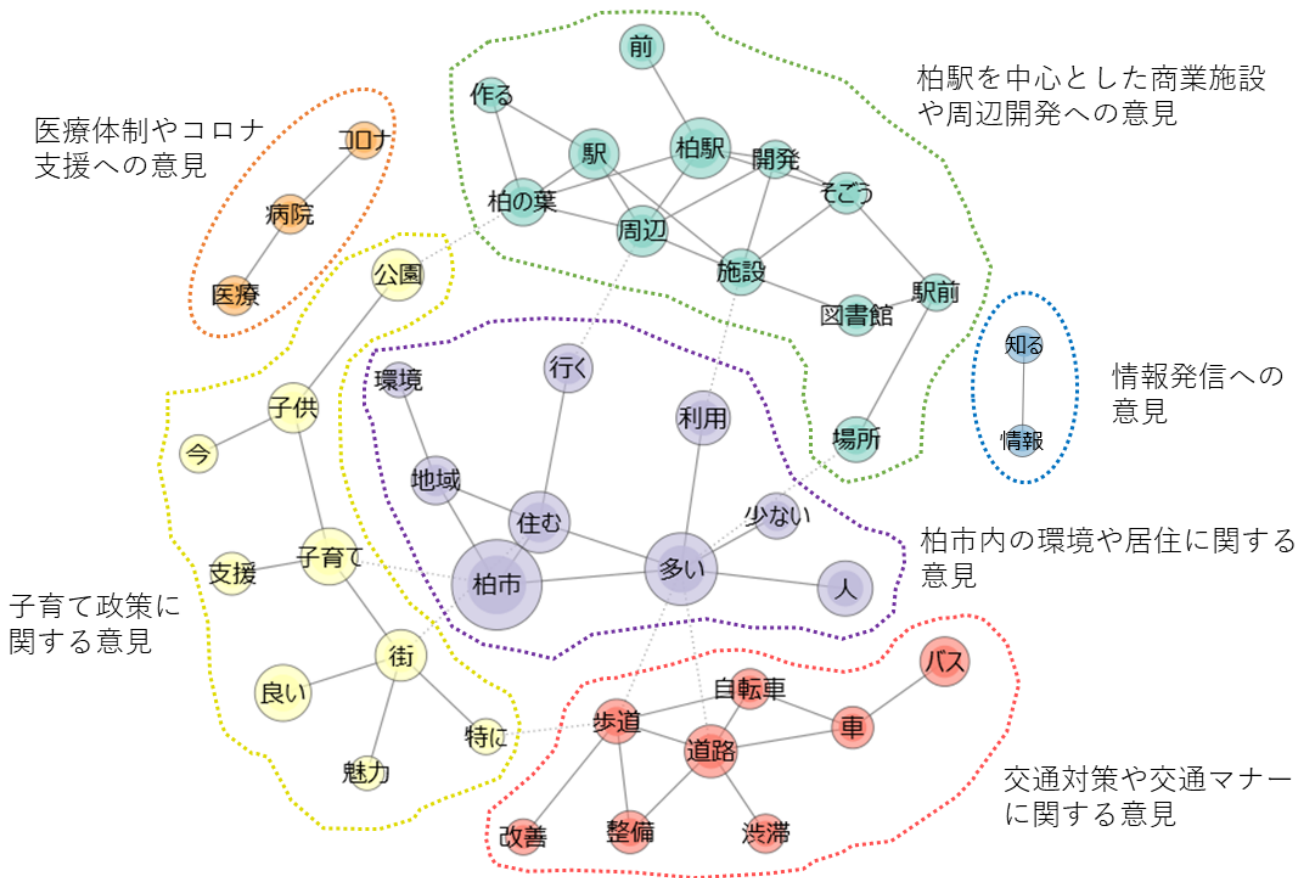 前
柏駅を中心とした商業施設
や周辺開発への意見
作る
医療体制やコロナ
支援への意見
コロナ
駅
柏駅
開発
柏の葉
そごう
病院
周辺
公園
施設
医療
図書館
駅前
知る
環境
行く
情報発信への
意見
子供
利用
今
場所
情報
地域
住む
少ない
柏市内の環境や居住に関する
意見
支援
子育て
柏市
多い
人
子育て政策に
関する意見
街
バス
良い
自転車
特に
歩道
道路
車
魅力
交通対策や交通マナー
に関する意見
改善
整備
渋滞